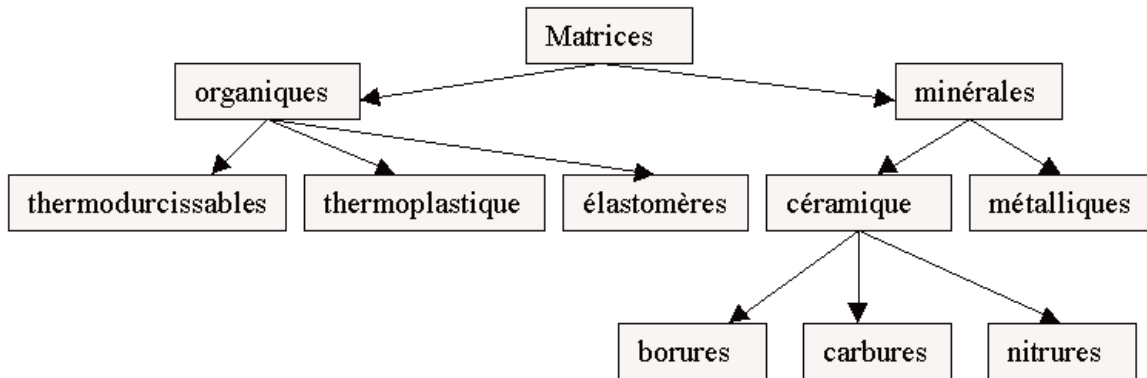 Matrices
organiques
minérales
thermodurcissables
thermoplastique
élastomères
céramique
métalliques
borures
carbures
nitrures